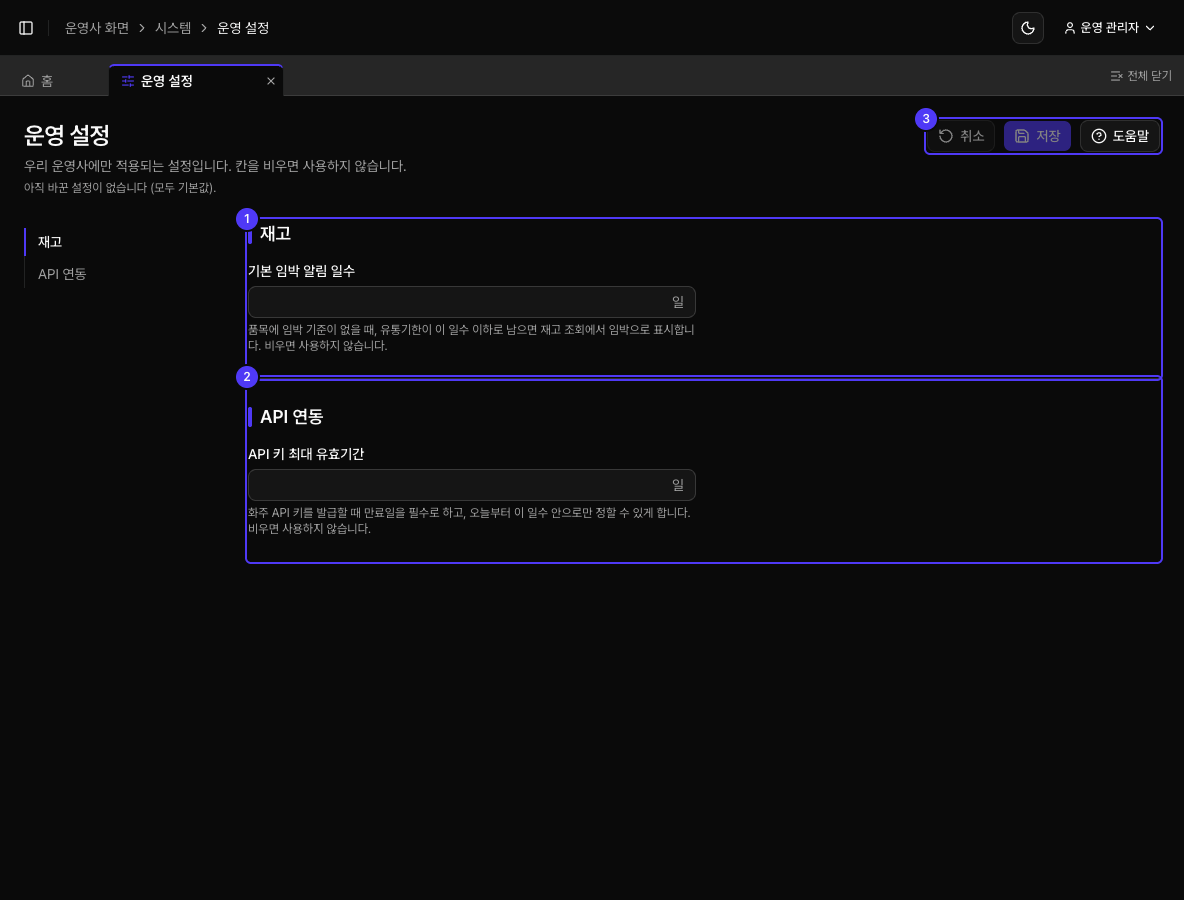 운영사 화면 > 시스템 > 운영 설정
운영 관리자
홈
운영 설정
전체 닫기
운영 설정
우리 운영사에만 적용되는 설정입니다. 칸을 비우면 사용하지 않습니다.
아직 바꾼 설정이 없습니다 (모두 기본값).
3
취소
저장
도움말
재고
API 연동
1
재고
기본 임박 알림 일수
일
품목에 임박 기준이 없을 때, 유통기한이 이 일수 이하로 남으면 재고 조회에서 임박으로 표시합니
다. 비우면 사용하지 않습니다.
2
API 연동
API 키 최대 유효기간
일
화주 API 키를 발급할 때 만료일을 필수로 하고, 오늘부터 이 일수 안으로만 정할 수 있게 합니다.
비우면 사용하지 않습니다.